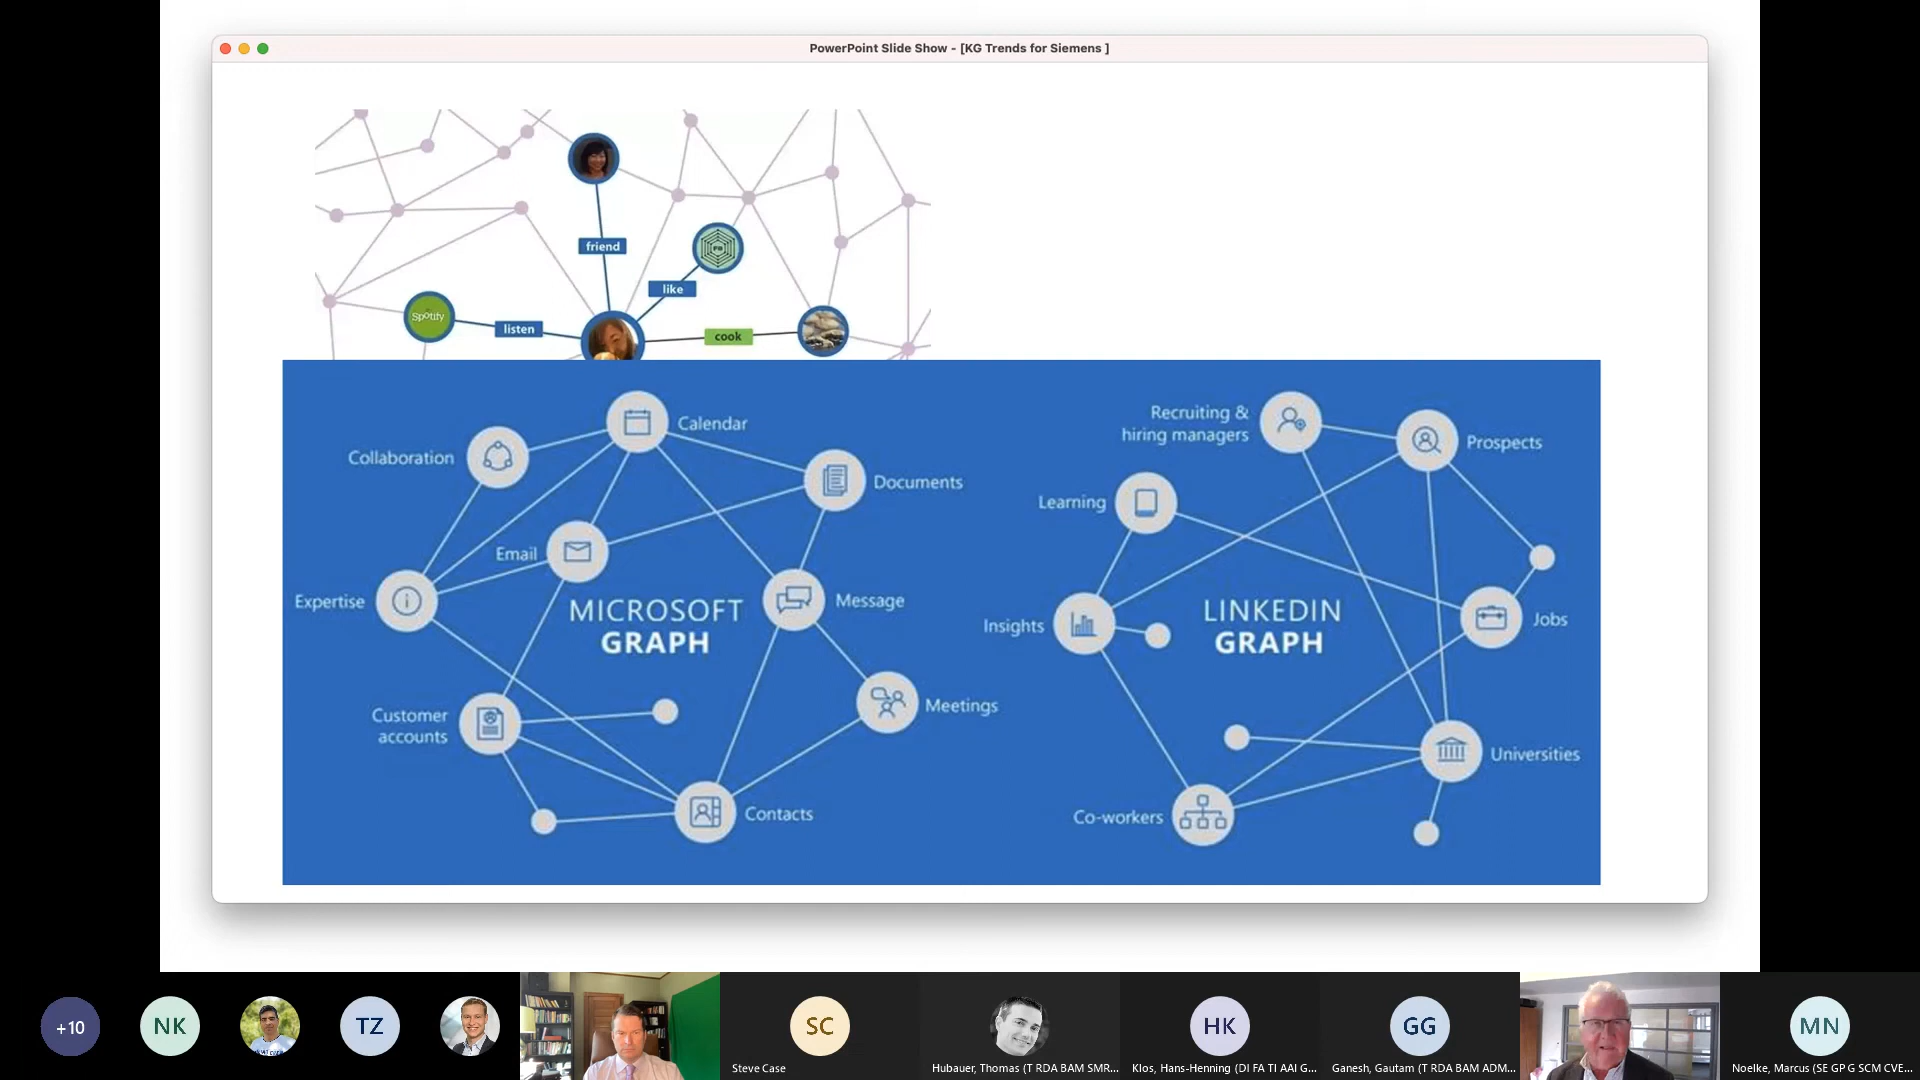 PowerPoint Slide Show - [KG Trends for Siemens ]
friend
like
Spotify
listen
cook
Calendar
Collaboration
Documents
Email
Expertise
MICROSOFT
GRAPH
Message
Customer
accounts
Meetings
Contacts
Recruiting &
hiring managers
Prospects
Learning
Insights
LINKEDIN
GRAPH
Jobs
Universities
Co-workers
+10
NK
TZ
SC
Steve Case
Hubauer, Thomas (T RDA BAM SMR...
HK
Klos, Hans-Henning (DI FA TI AAI G...
GG
Ganesh, Gautam (T RDA BAM ADM...
MN
Noelke, Marcus (SE GP G SCM CVE...